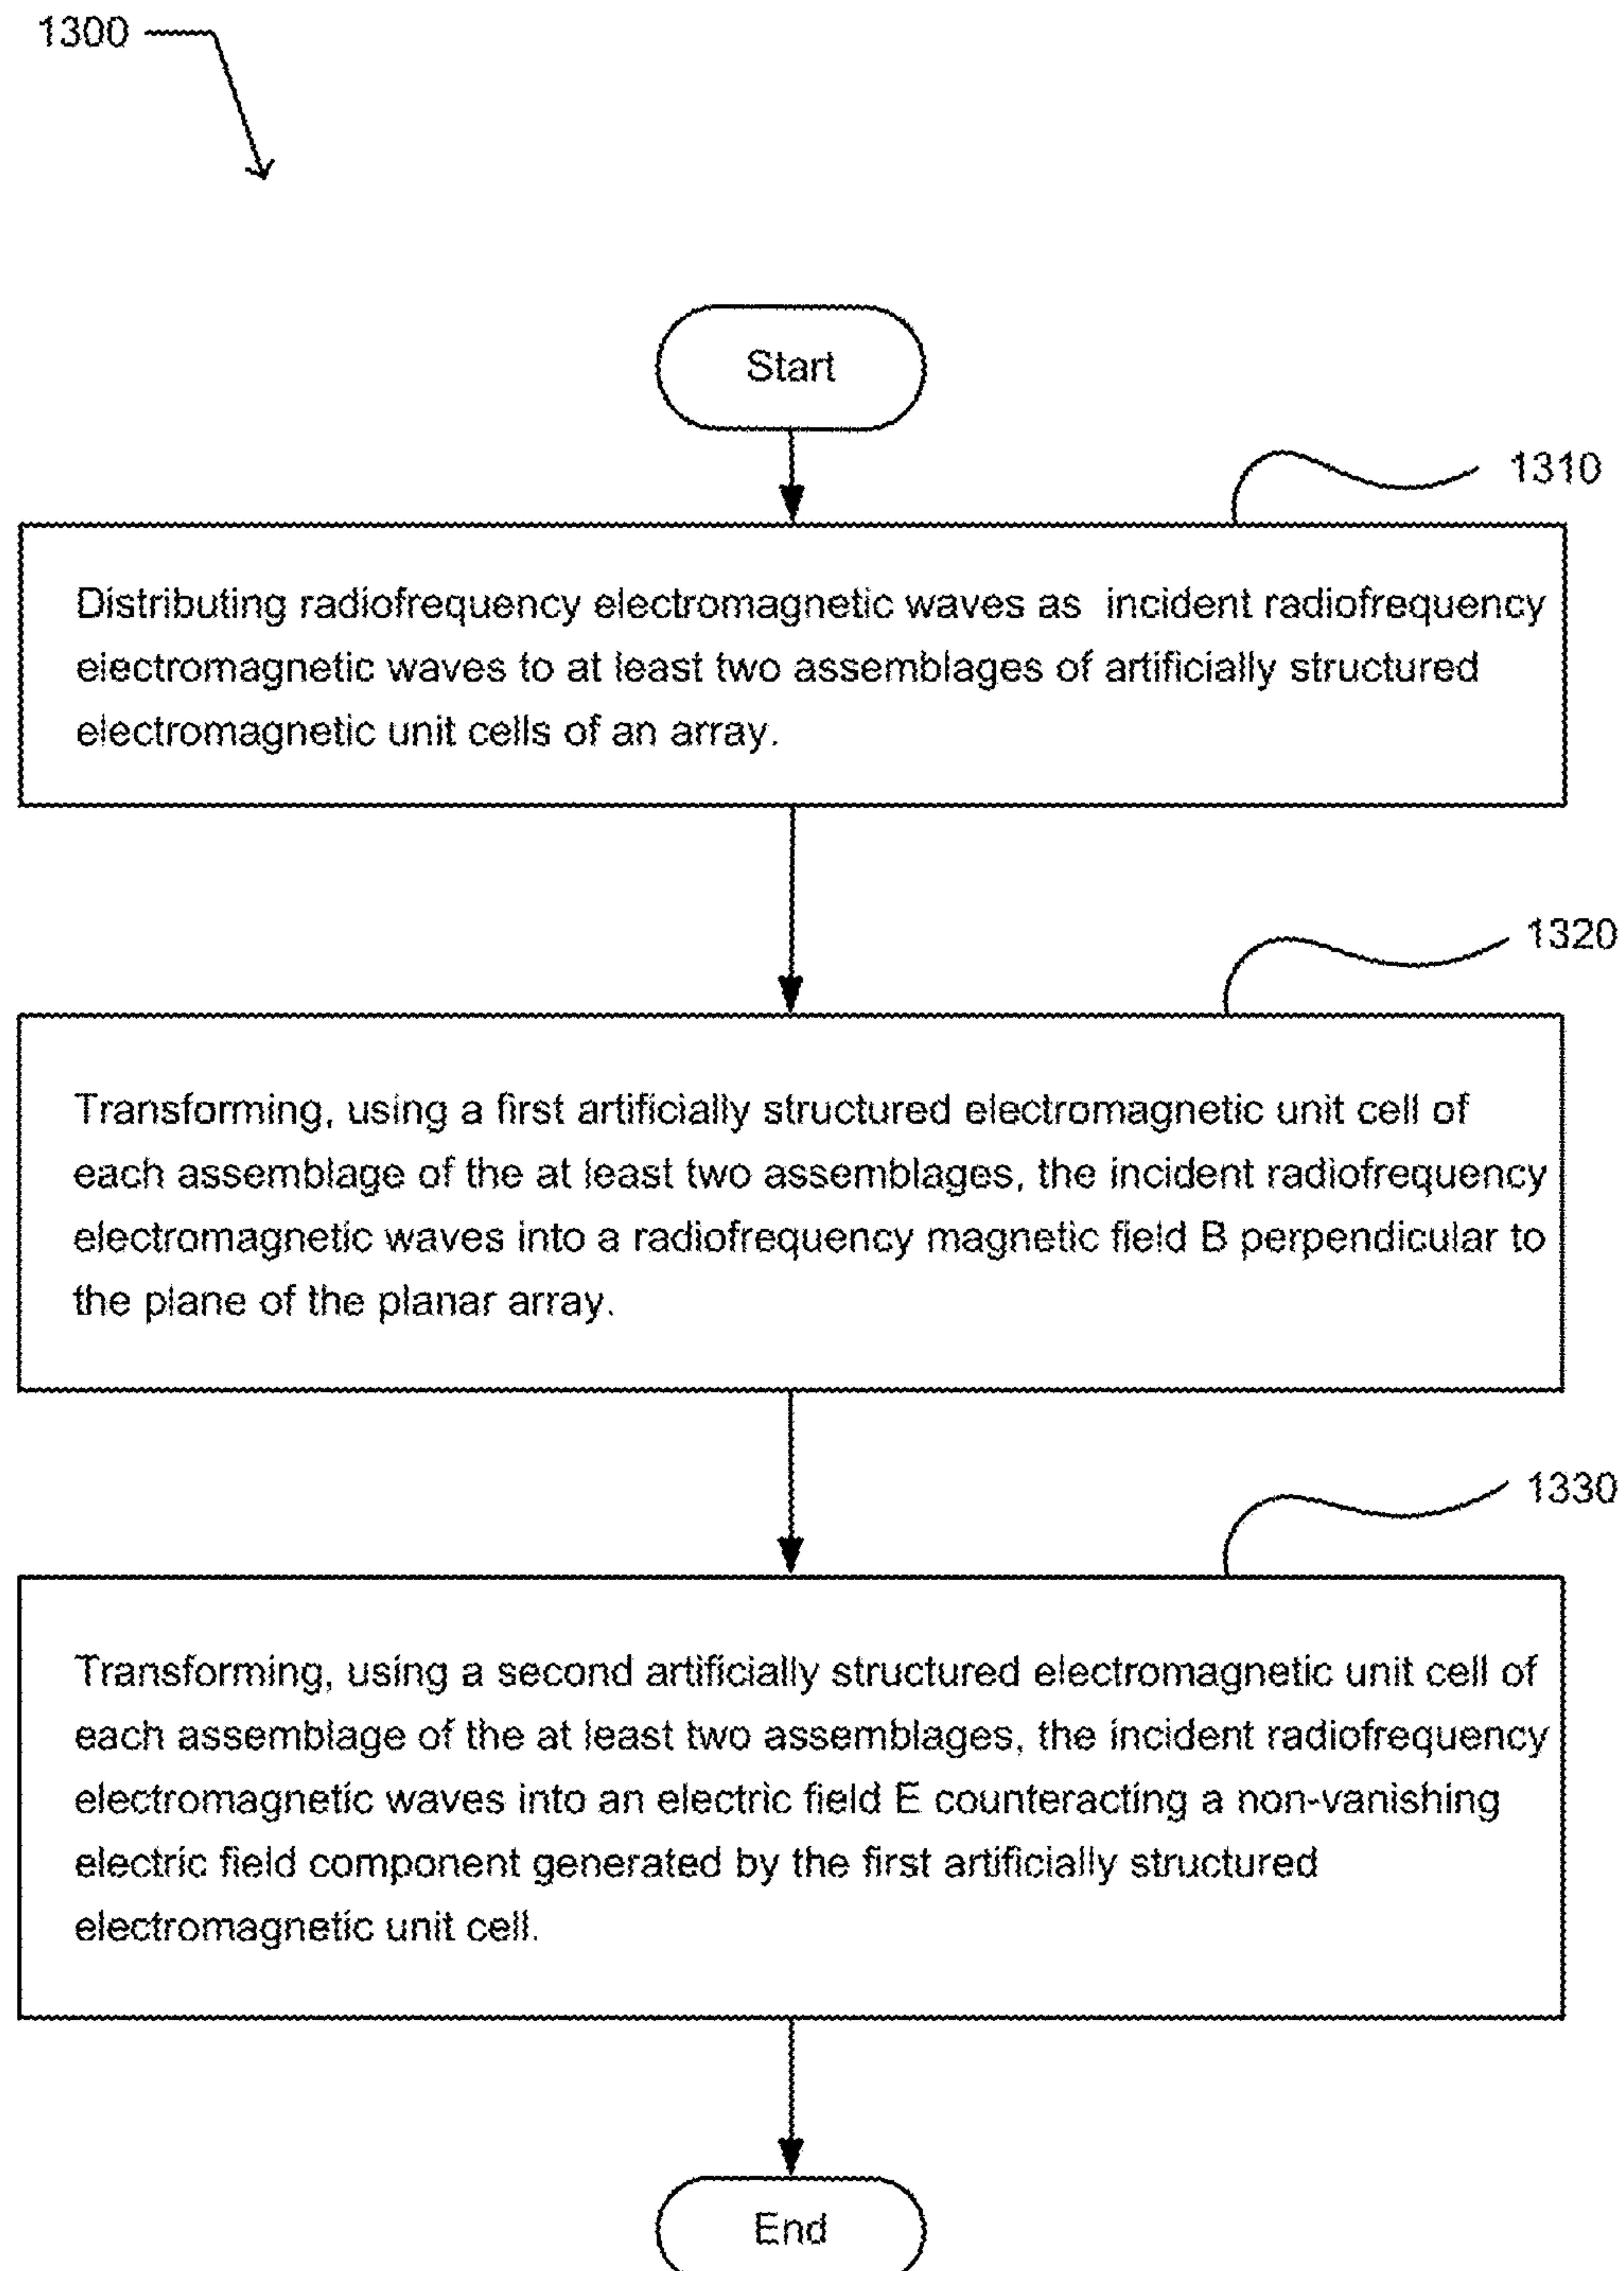 1300
Start
1310
Distributing radiofrequency electromagnetic waves as incident radiofrequency
electromagnetic waves to at least two assemblages of artificially structured
electromagnetic unit cells of an array.
1320
Transforming, using a first artificially structured electromagnetic unit cell of
each assemblage of the at least two assemblages, the incident radiofrequency
electromagnetic waves into a radiofrequency magnetic field B perpendicular to
the plane of the planar array.
1330
Transforming, using a second artificially structured electromagnetic unit cell of
each assemblage of the at least two assemblages, the incident radiofrequency
electromagnetic waves into an electric field E counteracting a non-vanishing
electric field component generated by the first artificially structured
electromagnetic unit cell.
End